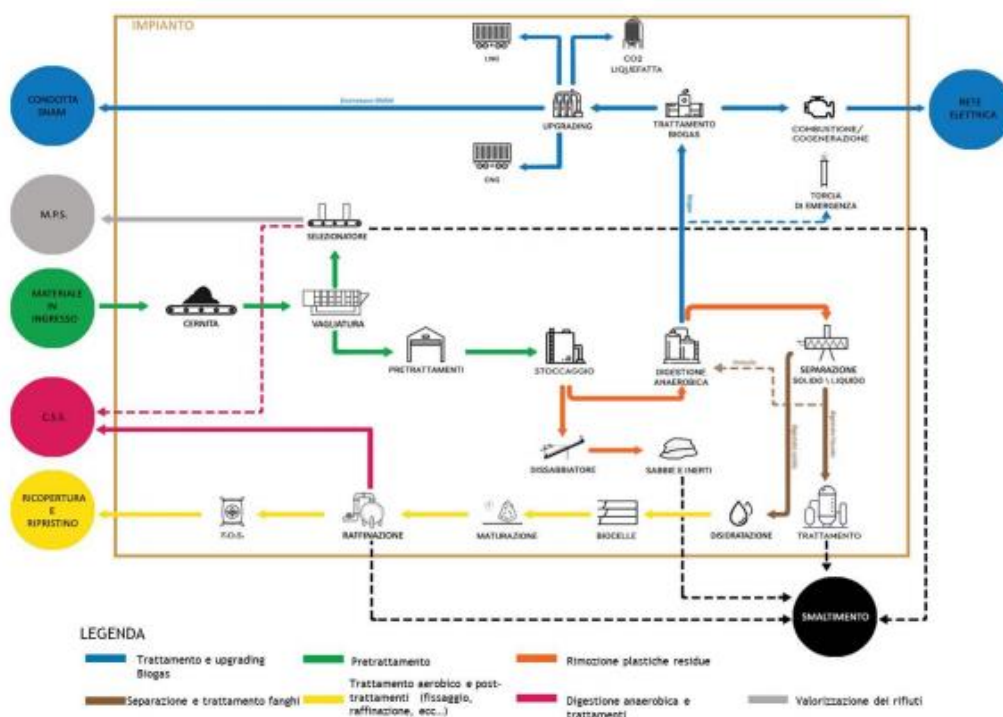 IMPIANTO
LNG
CO2
LIQUEFATTA
CONDOTTA
SNAM
UPGRADING
TRATTAMENTO
BIOGAS
COMBUSTIONE/
COGENERAZIONE
RETE
ELETTRICA
CNG
TORCIA
DI EMERGENZA
Biogas
M.P.S.
SELEZIONATORE
MATERIALE
IN
INGRESSO
CERNITA
VAGLIATURA
PRETRATTAMENTI
STOCCAGGIO
DIGESTIONE
ANAEROBICA
SEPARAZIONE
SOLIDO \ LIQUIDO
C.S.S.
DISSABBIATORE
SABBIE E INERTI
RICOPERTURA
E
RIPRISTINO
F.O.S.
RAFFINAZIONE
MATURAZIONE
BIOCELLE
DISIDRATAZIONE
TRATTAMENTO
SMALTIMENTO
LEGENDA
Trattamento e upgrading
Biogas
Pretrattamento
Rimozione plastiche residue
Separazione e trattamento fanghi
Trattamento aerobico e post-
trattamenti (fissaggio,
raffinazione, ecc...)
Digestione anaerobica e
trattamenti
Valorizzazione dei rifiuti